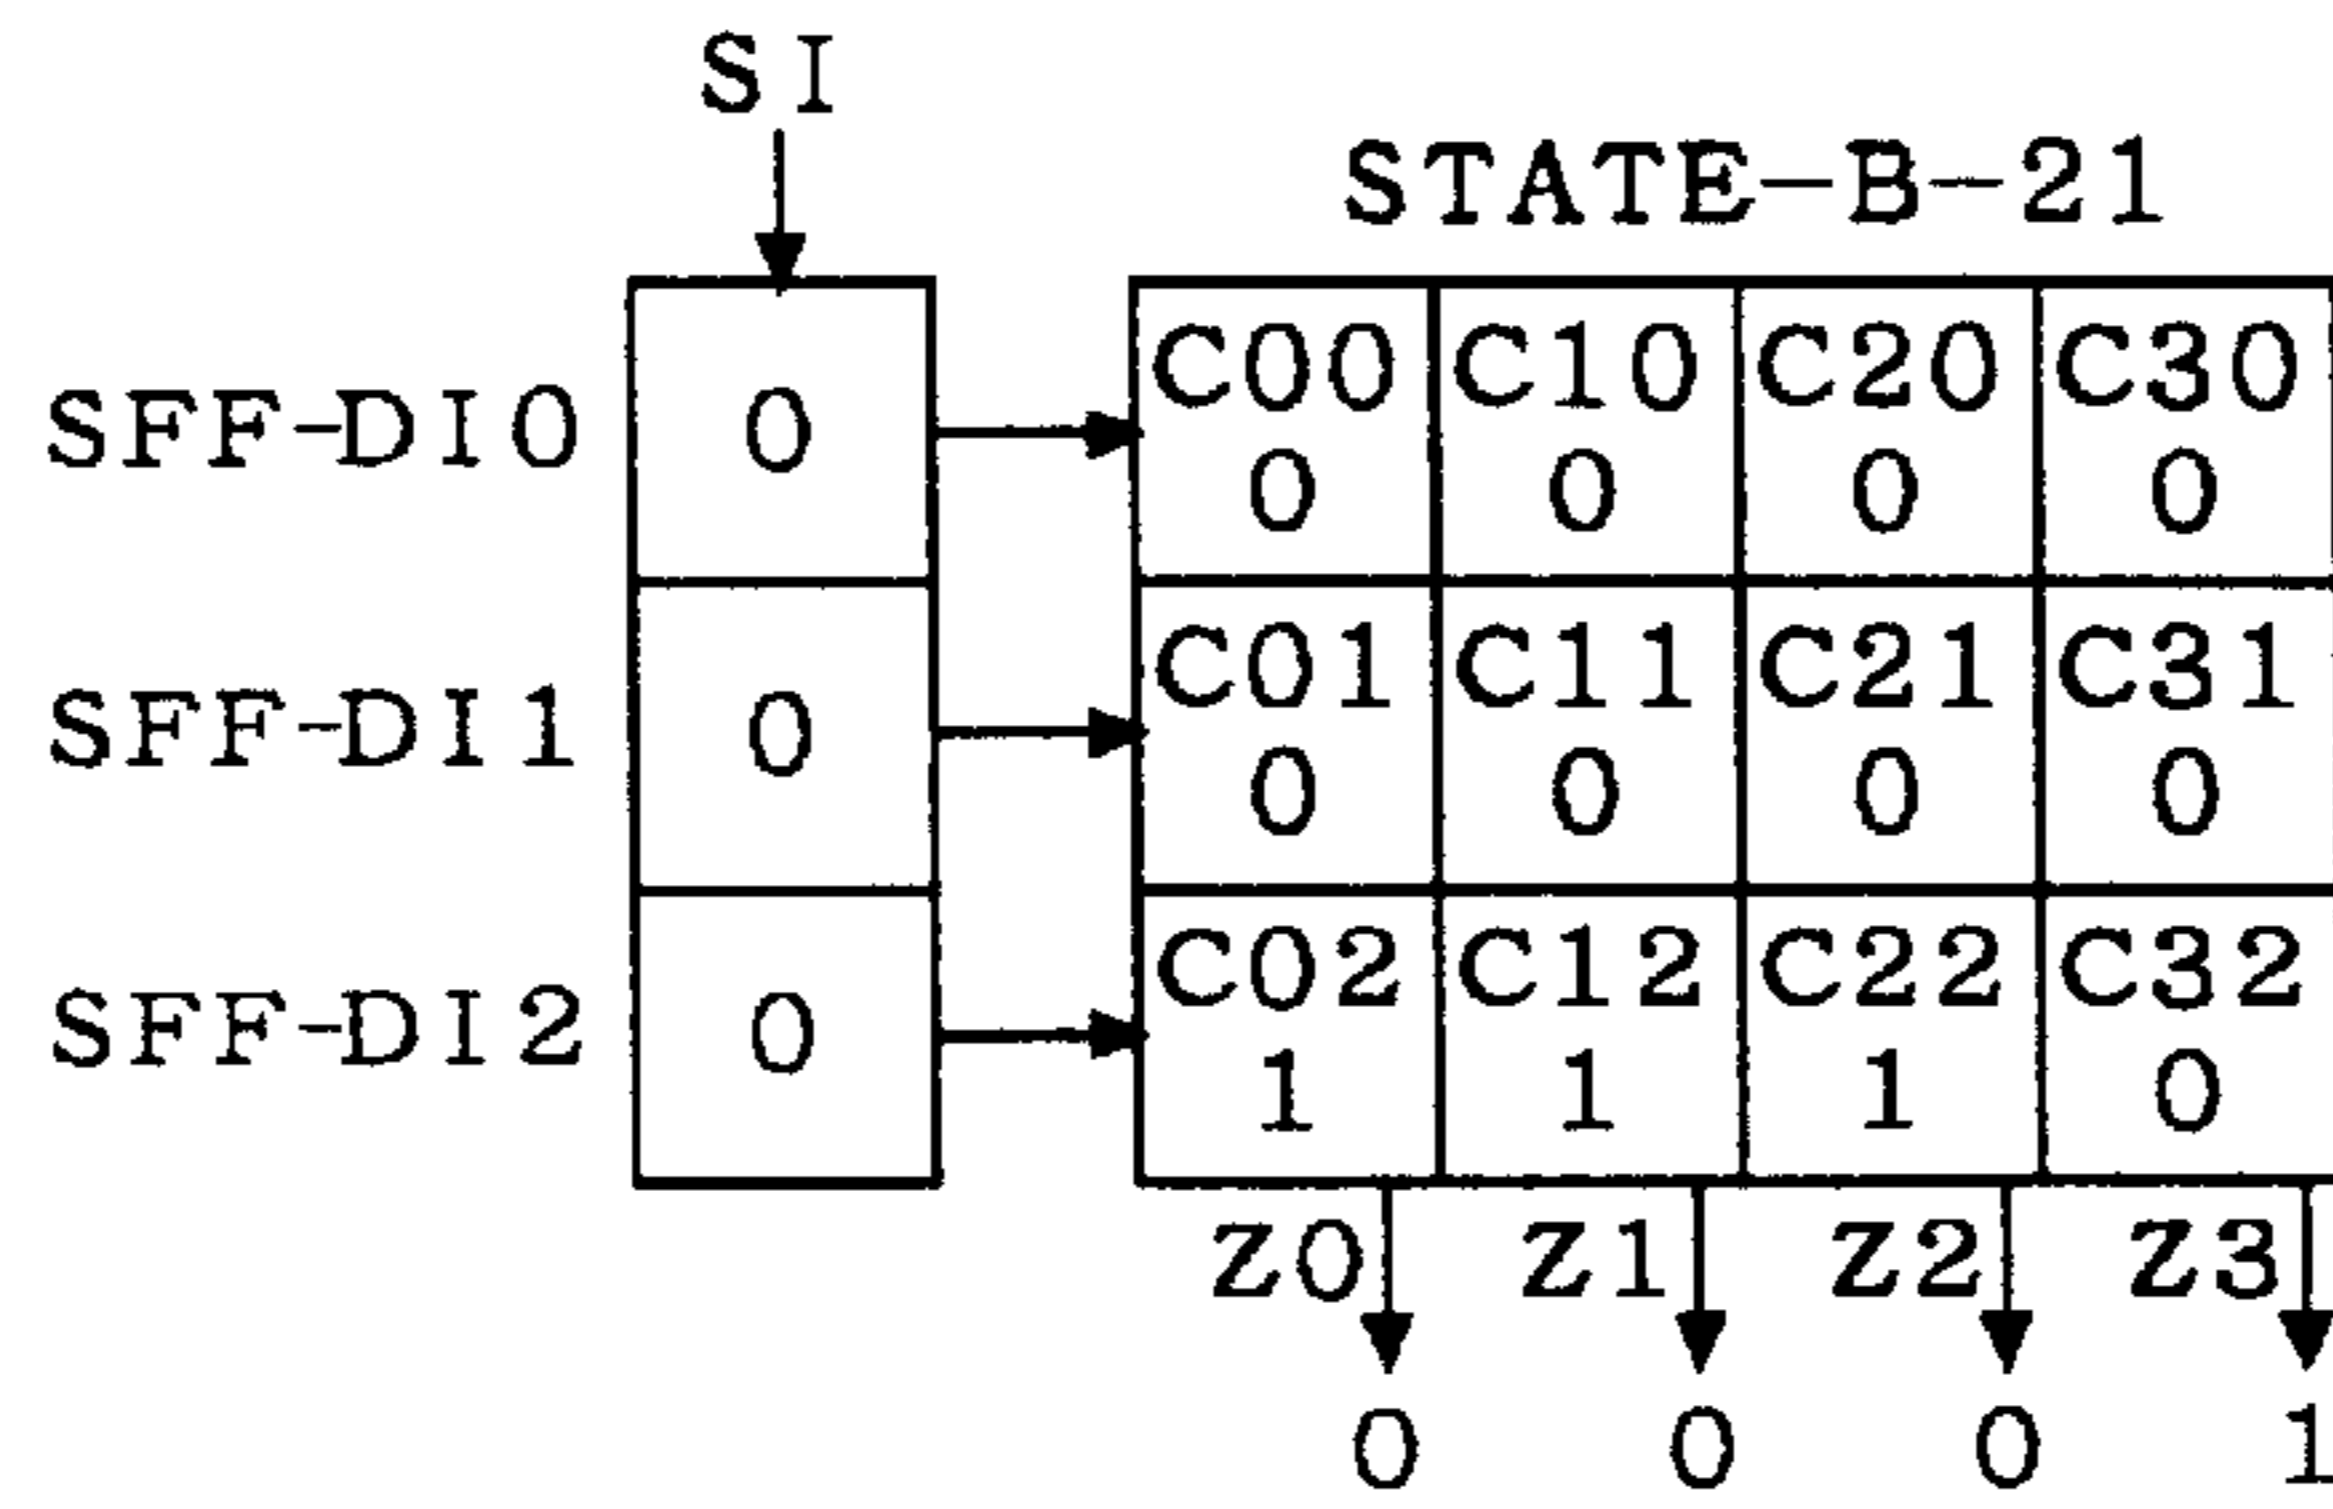 SI
STATE-B-21
C00 C10 C20 C30
SFF-DI0 0 0 0 0 0
C01 C11 C21 C31
SFF-DI1 0 0 0 0 0
C02 C12 C22 C32
SFF-DI2 0 1 1 1 0
Z0 Z1 Z2 Z3
0 0 0 1